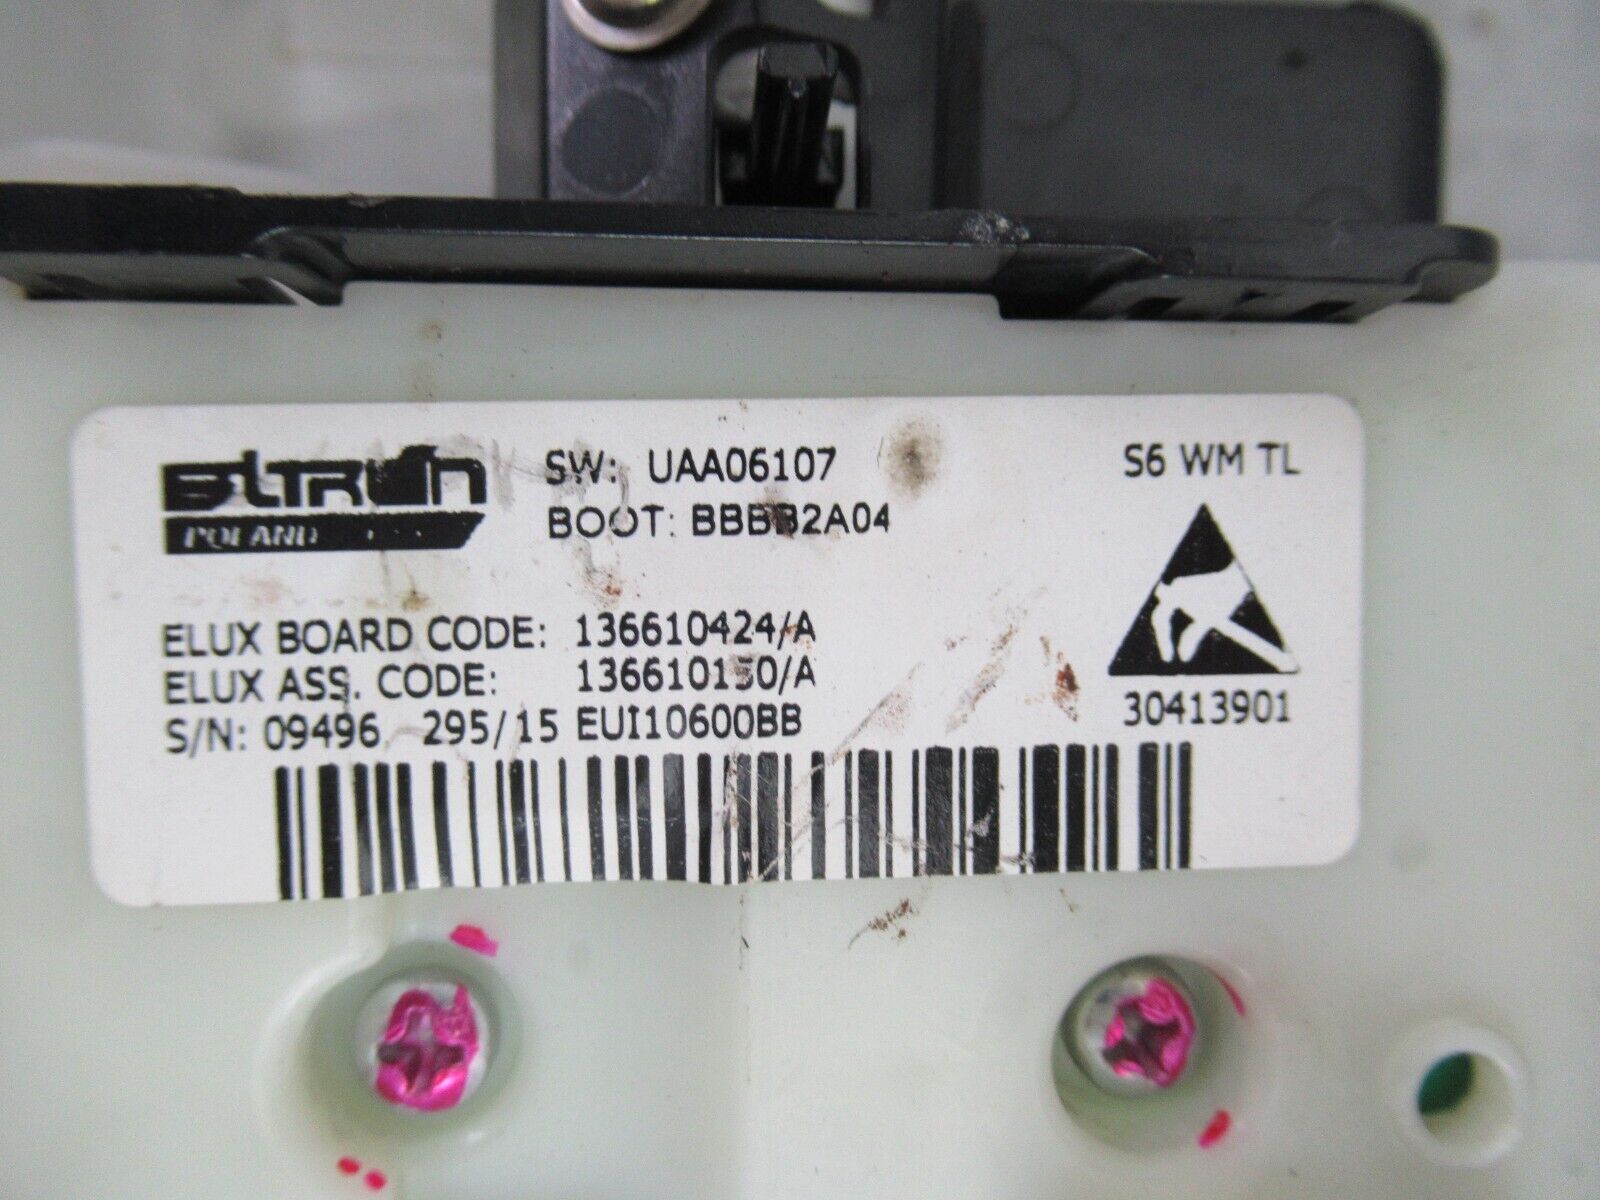 ELTRON
POLAND
SW: UAA06107
BOOT: BBBB2A04
S6 WM TL
ELUX BOARD CODE: 136610424/A
ELUX ASS. CODE: 136610150/A
S/N: 09496 295/15 EUI10600BB
30413901